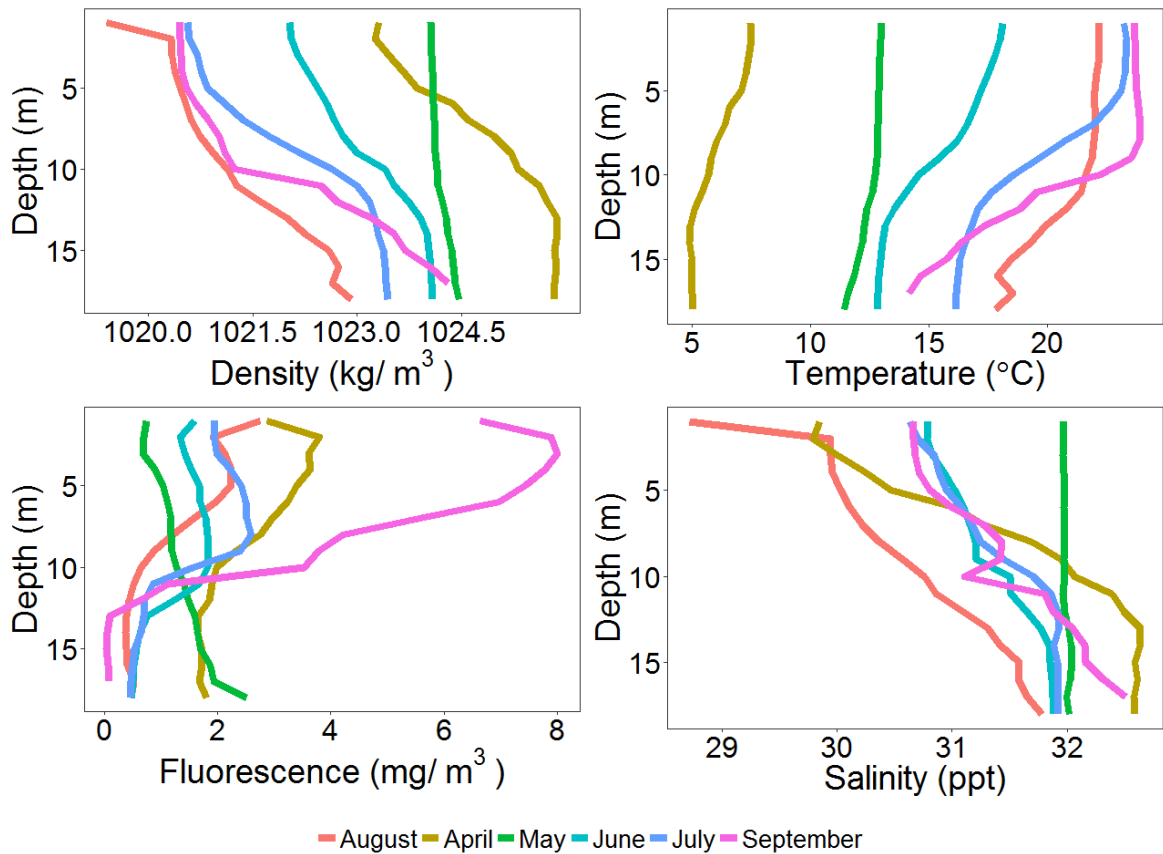 Depth (m)
5
10
15
1020.0 1021.5 1023.0 1024.5
Density (kg/ m³ )
Depth (m)
5
10
15
5 10 15 20
Temperature (°C)
Depth (m)
5
10
15
0 2 4 6 8
Fluorescence (mg/ m³ )
Depth (m)
5
10
15
29 30 31 32
Salinity (ppt)
August April May June July September